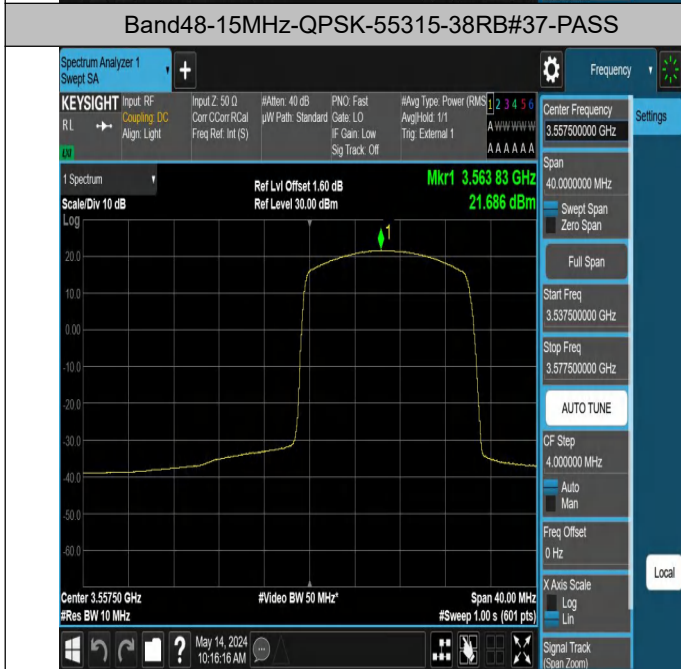 Band48-15MHz-QPSK-55315-38RB#37-PASS
Spectrum Analyzer 1
Swept SA
Frequency
KEYSIGHT
RL
Input: RF
Coupling: DC
Align: Light
Input Z: 50 Ω
Corr CCorr RCal
Freq Ref: Int (S)
#Atten: 40 dB
µW Path: Standard
PNO: Fast
Gate: LO
IF Gain: Low
Sig Track: Off
#Avg Type: Power (RMS
Avg|Hold: 1/1
Trig: External 1
1 2 3 4 5 6
A W W W W W
A A A A A A
Center Frequency
3.557500000 GHz
Settings
Span
40.0000000 MHz
Swept Span
Zero Span
Full Span
Start Freq
3.537500000 GHz
Stop Freq
3.577500000 GHz
AUTO TUNE
CF Step
4.000000 MHz
Auto
Man
Freq Offset
0 Hz
X Axis Scale
Log
Lin
Local
Signal Track
(Span Zoom)
1 Spectrum
Scale/Div 10 dB
Log
Ref Lvl Offset 1.60 dB
Ref Level 30.00 dBm
Mkr1 3.563 83 GHz
21.686 dBm
1
20.0
10.0
0.00
-10.0
-20.0
-30.0
-40.0
-50.0
-60.0
Center 3.55750 GHz
#Res BW 10 MHz
#Video BW 50 MHz*
Span 40.00 MHz
#Sweep 1.00 s (601 pts)
?
May 14, 2024
10:16:16 AM